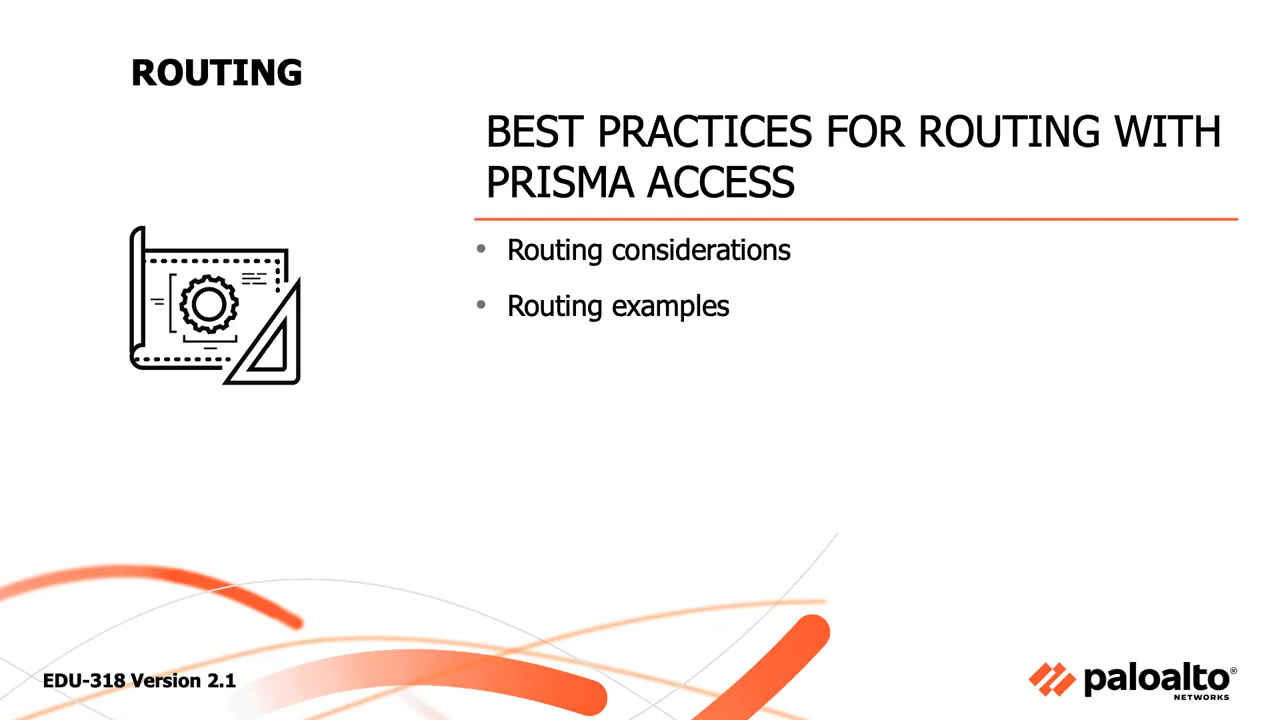 ROUTING
BEST PRACTICES FOR ROUTING WITH
PRISMA ACCESS
• Routing considerations
• Routing examples
EDU-318 Version 2.1
paloalto®
NETWORKS